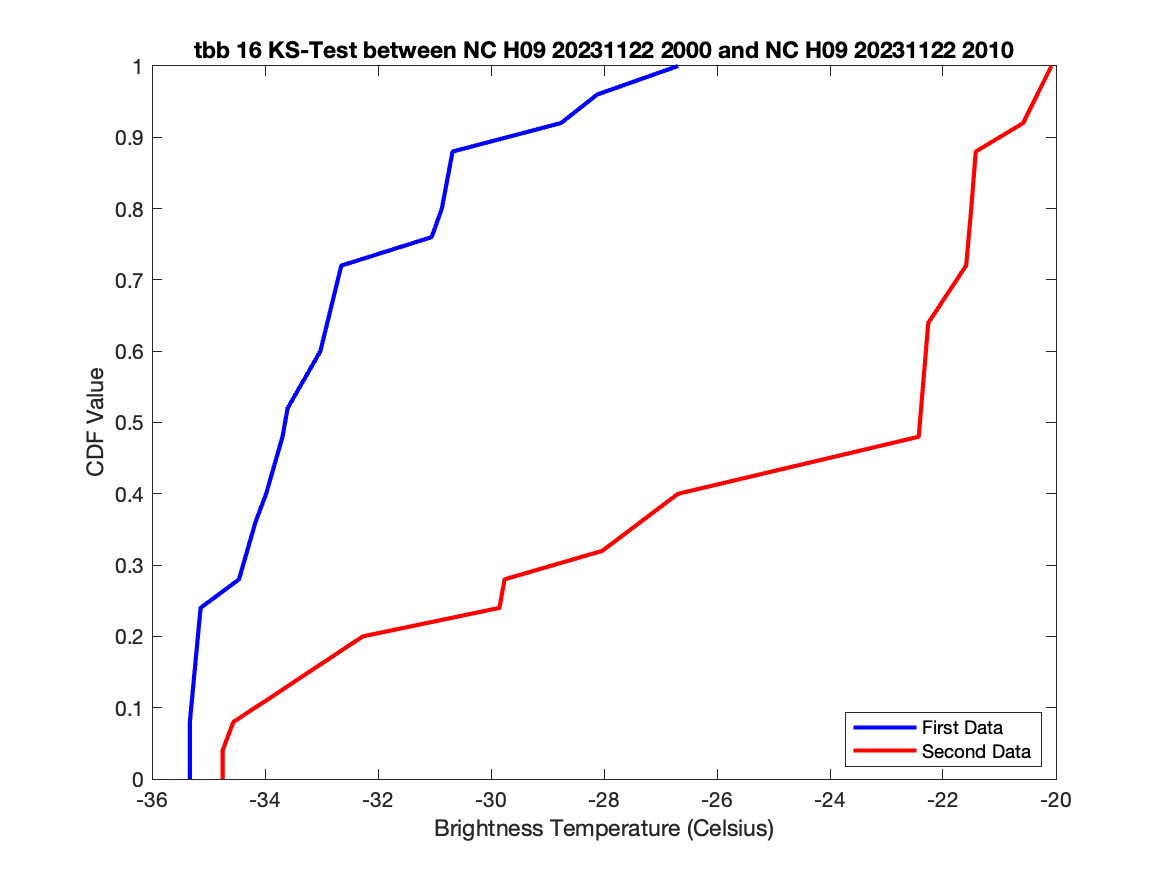 tbb 16 KS-Test between NC H09 20231122 2000 and NC H09 20231122 2010
1
0.9
0.8
0.7
0.6
0.5
0.4
0.3
0.2
0.1
0
CDF Value
First Data
Second Data
-36 -34 -32 -30 -28 -26 -24 -22 -20
Brightness Temperature (Celsius)